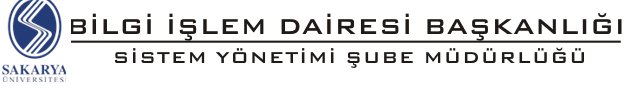 BİLGİ İŞLEM DAİRESİ BAŞKANLIĞI
SİSTEM YÖNETİMİ ŞUBE MÜDÜRLÜĞÜ
SAKARYA
ÜNİVERSİTESİ